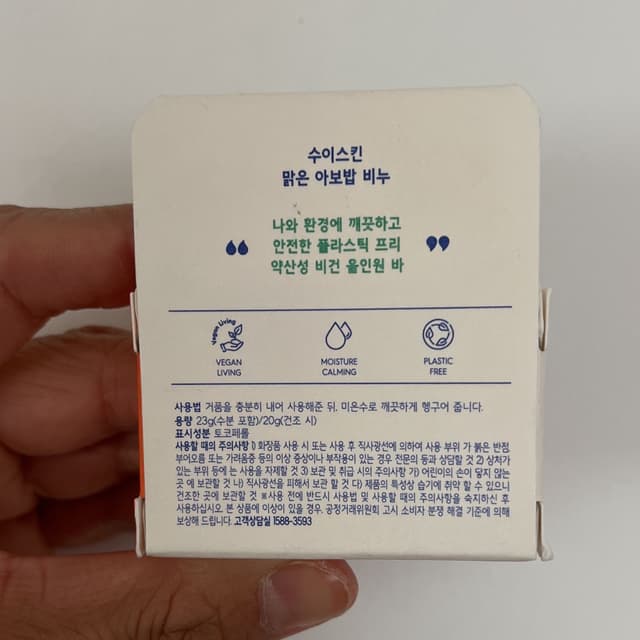 수이스킨
맑은 아보밥 비누
나와 환경에 깨끗하고
안전한 플라스틱 프리
약산성 비건 올인원 바
Vegan Living
VEGAN
LIVING
MOISTURE
CALMING
PLASTIC
FREE
사용법 거품을 충분히 내어 사용해준 뒤, 미온수로 깨끗하게 헹구어 줍니다.
용량 23g(수분 포함)/20g(건조 시)
표시성분 토코페롤
사용할 때의 주의사항 1) 화장품 사용 시 또는 사용 후 직사광선에 의하여 사용 부위 가 붉은 반점,
부어오름 또는 가려움증 등의 이상 증상이나 부작용이 있는 경우 전문의 등과 상담할 것 2) 상처가
있는 부위 등에 는 사용을 자제할 것 3) 보관 및 취급 시의 주의사항 가) 어린이의 손이 닿지 않는
곳 에 보관할 것 나) 직사광선을 피해서 보관 할 것 다) 제품의 특성상 습기에 취약 할 수 있으니
건조한 곳에 보관할 것 ※사용 전에 반드시 사용법 및 사용할 때의 주의사항을 숙지하신 후
사용하십시오. 본 상품에 이상이 있을 경우, 공정거래위원회 고시 소비자 분쟁 해결 기준에 의해
보상해 드립니다. 고객상담실 1588-3593